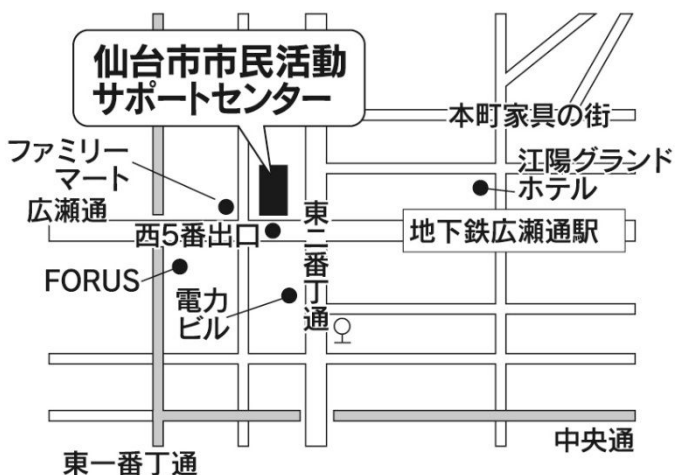 仙台市市民活動
サポートセンター
本町家具の街
ファミリー
マート
江陽グランド
ホテル
広瀬通
西5番出口
東二番丁通
地下鉄広瀬通駅
FORUS
電力
ビル
中央通
東一番丁通